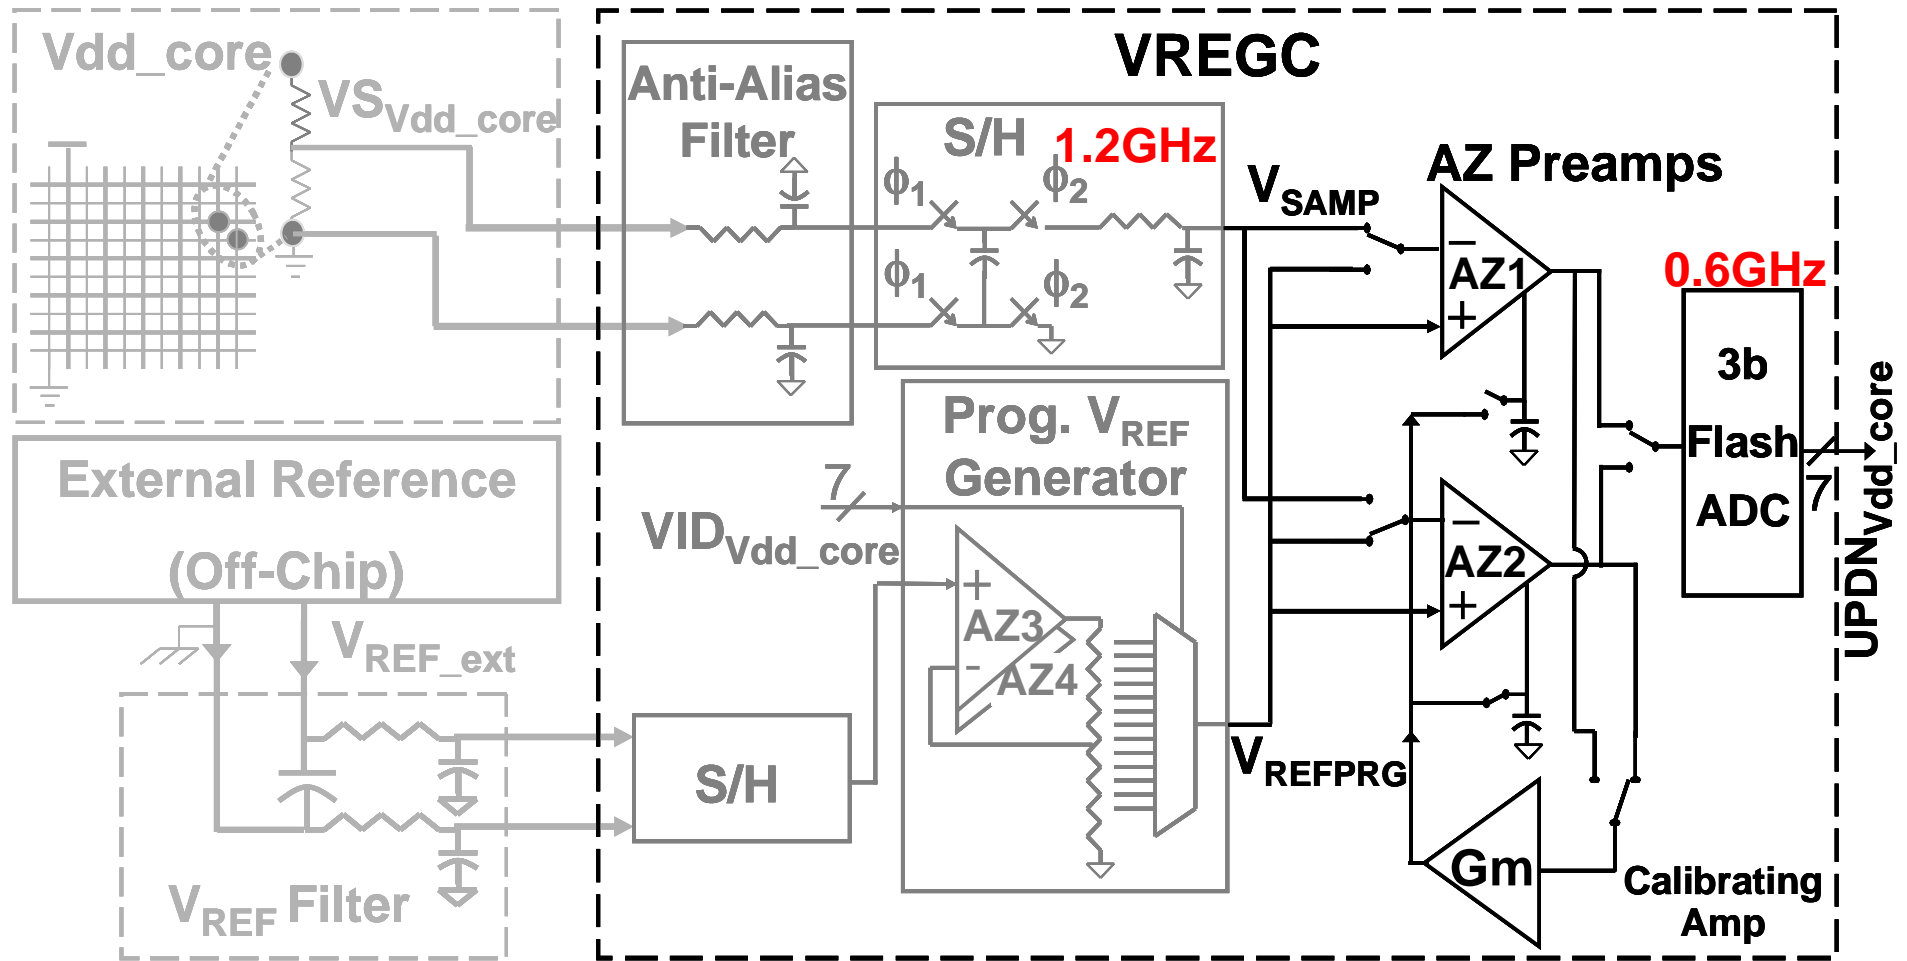 Vdd_core
VSVdd_core
VREGC
Anti-Alias
Filter
S/H
1.2GHz
ϕ1
ϕ2
ϕ1
ϕ2
VSAMP
AZ Preamps
−
AZ1
+
0.6GHz
3b
Flash
ADC
7
UPDNVdd_core
External Reference
(Off-Chip)
VREF_ext
Prog. VREF
Generator
7
VIDVdd_core
+
AZ3
-
AZ4
−
AZ2
+
VREFPRG
S/H
VREF Filter
Gm
Calibrating
Amp